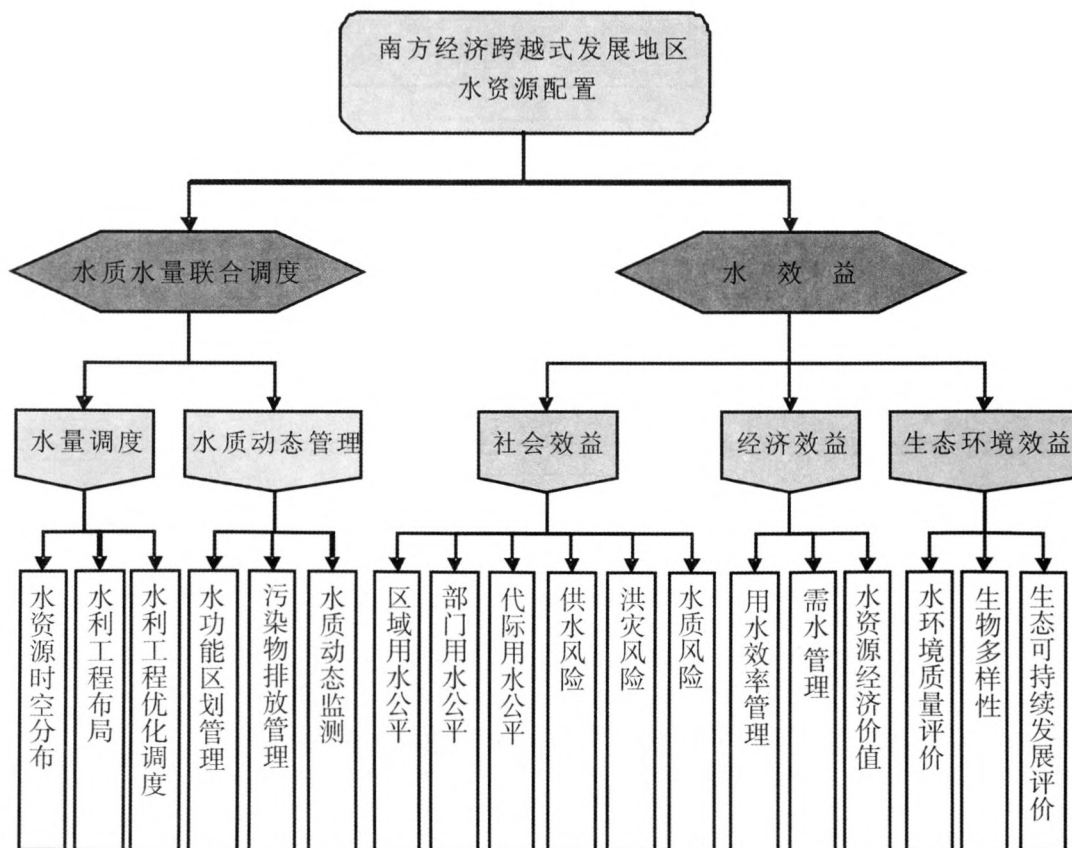 南方经济跨越式发展地区
水资源配置
水质水量联合调度
水 效 益
水量调度
水质动态管理
社会效益
经济效益
生态环境效益
水资源时空分布
水利工程布局
水利工程优化调度
水功能区划管理
污染物排放管理
水质动态监测
区域用水公平
部门用水公平
代际用水公平
供水风险
洪灾风险
水质风险
用水效率管理
需水管理
水资源经济价值
水环境质量评价
生物多样性
生态可持续发展评价